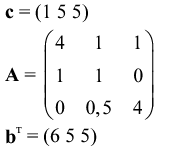 c = (1 5 5)
4 1 1
A = 1 1 0
0 0,5 4
bᵀ = (6 5 5)